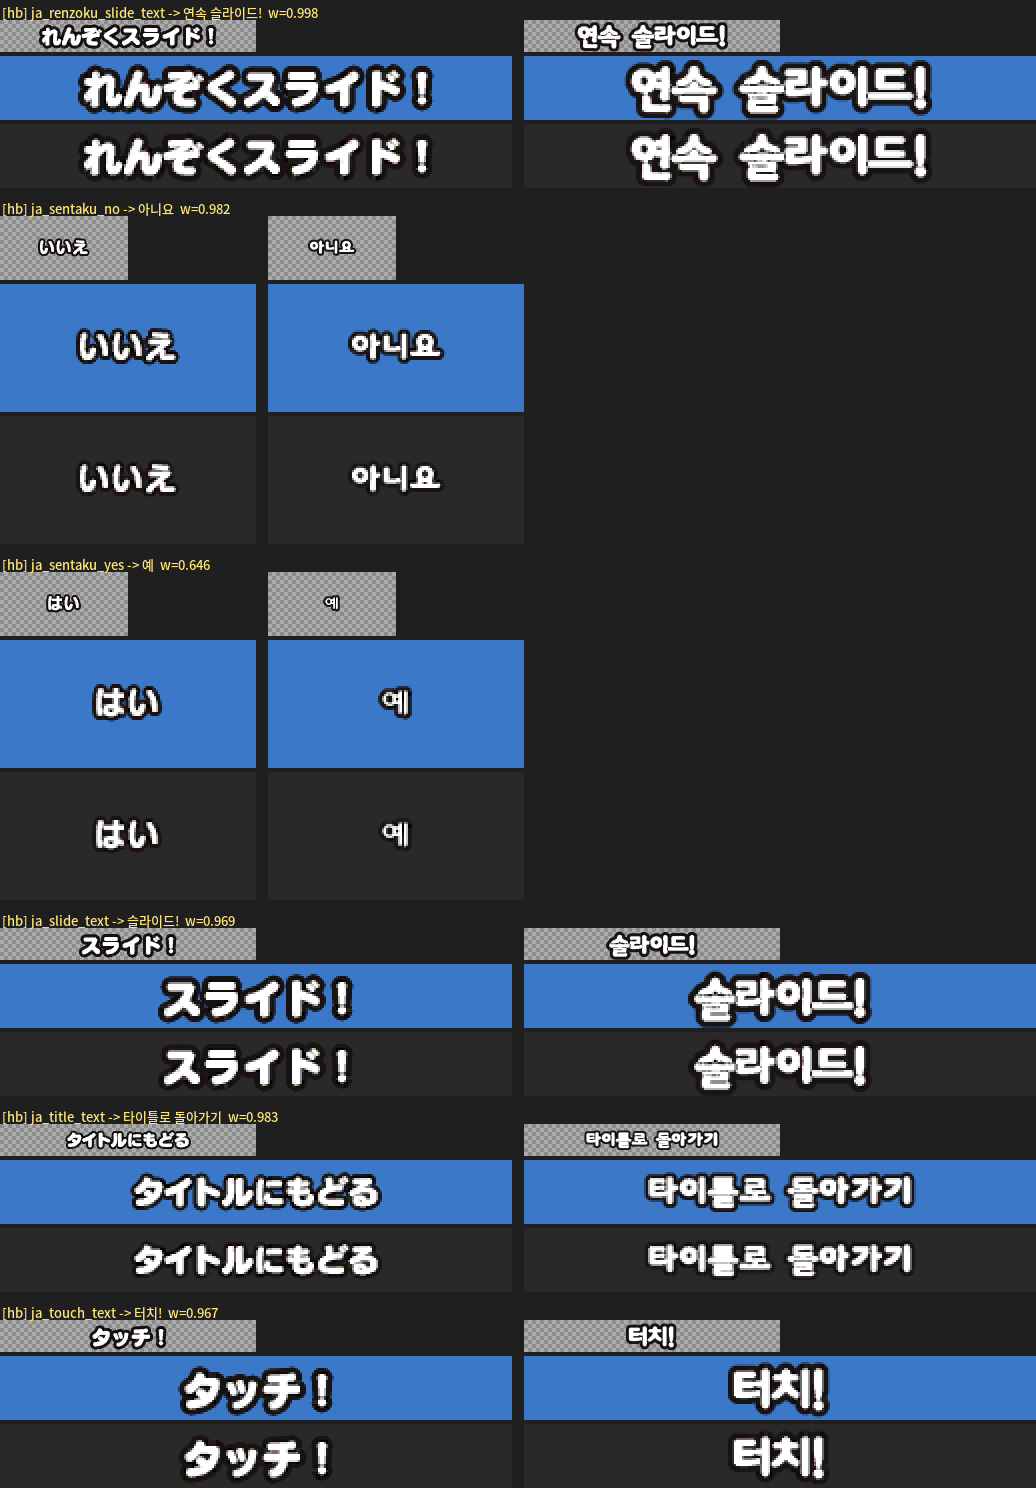 [hb] ja_renzoku_slide_text -> 연속 슬라이드! w=0.998
れんぞくスライド！ 연속 슬라이드!
れんぞくスライド！ 연속 슬라이드!
れんぞくスライド！ 연속 슬라이드!
[hb] ja_sentaku_no -> 아니요 w=0.982
いいえ 아니요
いいえ 아니요
いいえ 아니요
[hb] ja_sentaku_yes -> 예 w=0.646
はい 예
はい 예
はい 예
[hb] ja_slide_text -> 슬라이드! w=0.969
スライド！ 슬라이드!
スライド！ 슬라이드!
スライド！ 슬라이드!
[hb] ja_title_text -> 타이틀로 돌아가기 w=0.983
タイトルにもどる 타이틀로 돌아가기
タイトルにもどる 타이틀로 돌아가기
タイトルにもどる 타이틀로 돌아가기
[hb] ja_touch_text -> 터치! w=0.967
タッチ！ 터치!
タッチ！ 터치!
タッチ！ 터치!